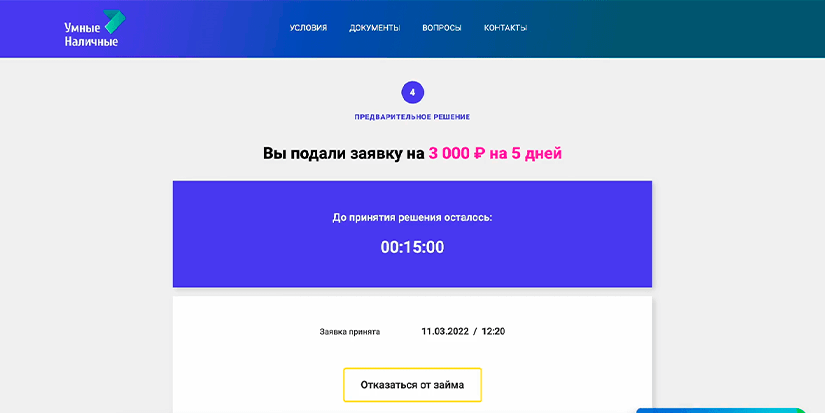 Умные
Наличные
УСЛОВИЯ ДОКУМЕНТЫ ВОПРОСЫ КОНТАКТЫ
4
ПРЕДВАРИТЕЛЬНОЕ РЕШЕНИЕ
Вы подали заявку на 3 000 ₽ на 5 дней
До принятия решения осталось:
00:15:00
Заявка принята 11.03.2022 / 12:20
Отказаться от займа